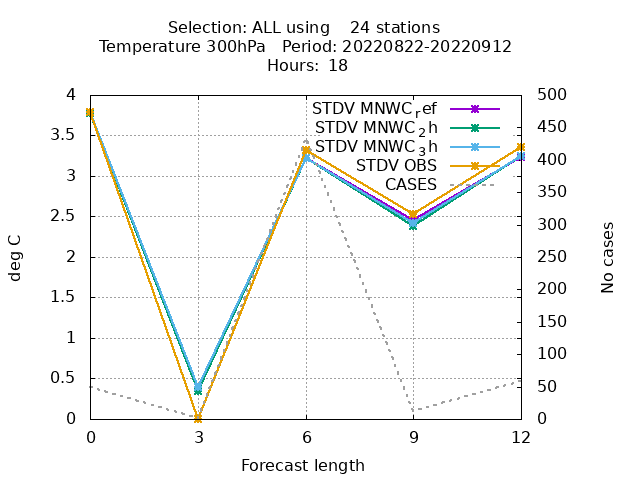 Selection: ALL using    24 stations
Temperature 300hPa   Period: 20220822-20220912
Hours:  18
4 500
STDV MNWC_ref
STDV MNWC_2h
STDV MNWC_3h
STDV OBS
CASES
3.5 450
3 400
2.5 350
2 300
1.5 250
1 200
0.5 150
0 100
50
0
deg C
No cases
0 3 6 9 12
Forecast length